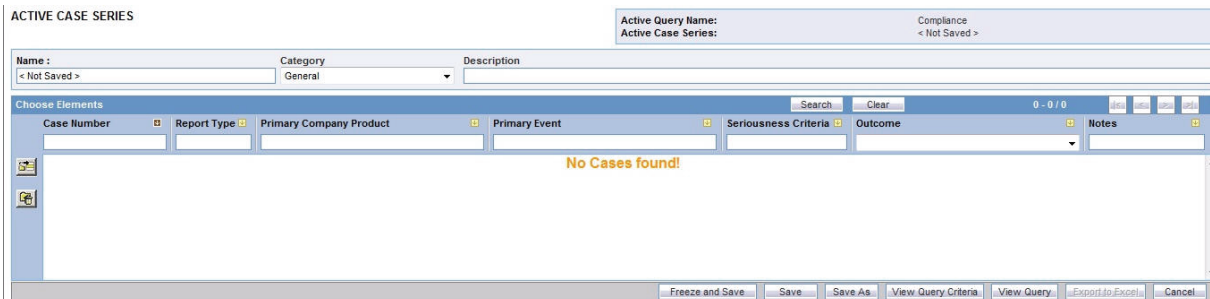 ACTIVE CASE SERIES
Active Query Name: Compliance
Active Case Series: < Not Saved >
Name : Category Description
< Not Saved > General
Choose Elements Search Clear 0 - 0 / 0
Case Number Report Type Primary Company Product Primary Event Seriousness Criteria Outcome Notes
No Cases found!
Freeze and Save Save Save As View Query Criteria View Query Export to Excel Cancel